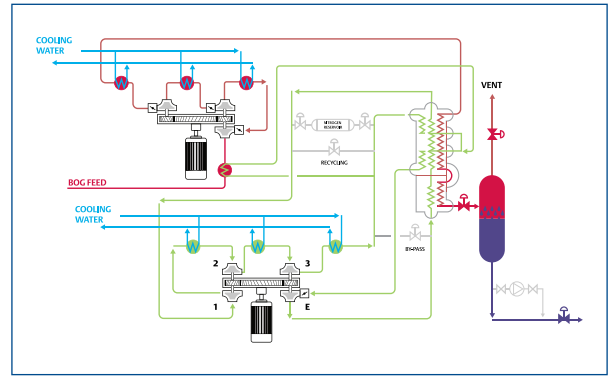 COOLING
WATER
VENT
NITROGEN
RESERVOIR
RECYCLING
BOG FEED
COOLING
WATER
BY-PASS
2
3
1
E